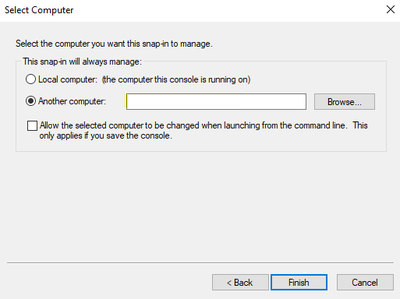 Select Computer
Select the computer you want this snap-in to manage.
This snap-in will always manage:
Local computer: (the computer this console is running on)
Another computer:
Browse...
Allow the selected computer to be changed when launching from the command line. This
only applies if you save the console.
< Back
Finish
Cancel